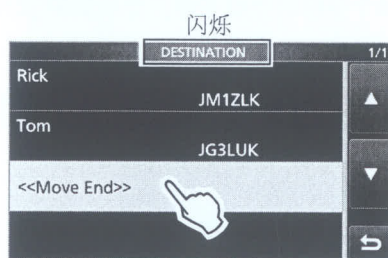 闪烁
DESTINATION 1/1
Rick
JM1ZLK
Tom
JG3LUK
<<Move End>>